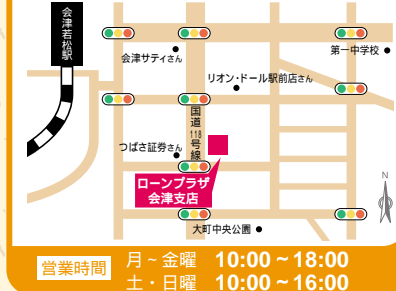 会津若松駅
会津サティさん
第一中学校
リオン・ドール駅前店さん
国道118号線
つばさ証券さん
ローンプラザ
会津支店
N
大町中央公園
営業時間
月~金曜 10:00~18:00
土・日曜 10:00~16:00